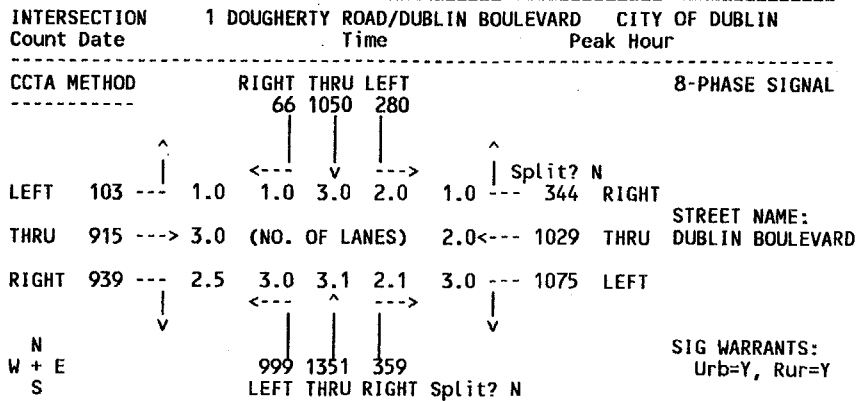 INTERSECTION 1 DOUGHERTY ROAD/DUBLIN BOULEVARD CITY OF DUBLIN
Count Date Time Peak Hour
CCTA METHOD RIGHT THRU LEFT 8-PHASE SIGNAL
66 1050 280
^ ^
<--- v ---> Split? N
LEFT 103 --- 1.0 1.0 3.0 2.0 1.0 --- 344 RIGHT
STREET NAME:
THRU 915 ---> 3.0 (NO. OF LANES) 2.0<--- 1029 THRU DUBLIN BOULEVARD
RIGHT 939 --- 2.5 3.0 3.1 2.1 3.0 --- 1075 LEFT
<--- ^ --->
v v
N SIG WARRANTS:
W + E 999 1351 359 Urb=Y, Rur=Y
S LEFT THRU RIGHT Split? N